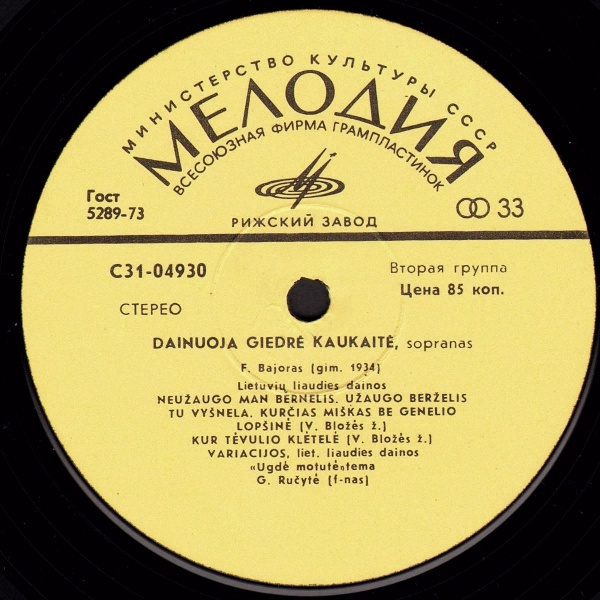 МИНИСТЕРСТВО КУЛЬТУРЫ СССР
МЕЛОДИЯ
ВСЕСОЮЗНАЯ ФИРМА ГРАМПЛАСТИНОК
Гост
5289-73
33
РИЖСКИЙ ЗАВОД
С31-04930
Вторая группа
Цена 85 коп.
СТЕРЕО
DAINUOJA GIEDRĖ KAUKAITĖ, sopranas
F. Bajoras (gim. 1934)
Lietuvių liaudies dainos
NEUŽAUGO MAN BERNELIS. UŽAUGO BERŽELIS
TU VYŠNELA. KURČIAS MIŠKAS BE GENELIO
LOPŠINĖ (V. Bložės ž.)
KUR TĖVULIO KLĖTELĖ (V. Bložės ž.)
VARIACIJOS, liet. liaudies dainos
«Ugdė motutė» tema
G. Ručytė (f-nas)